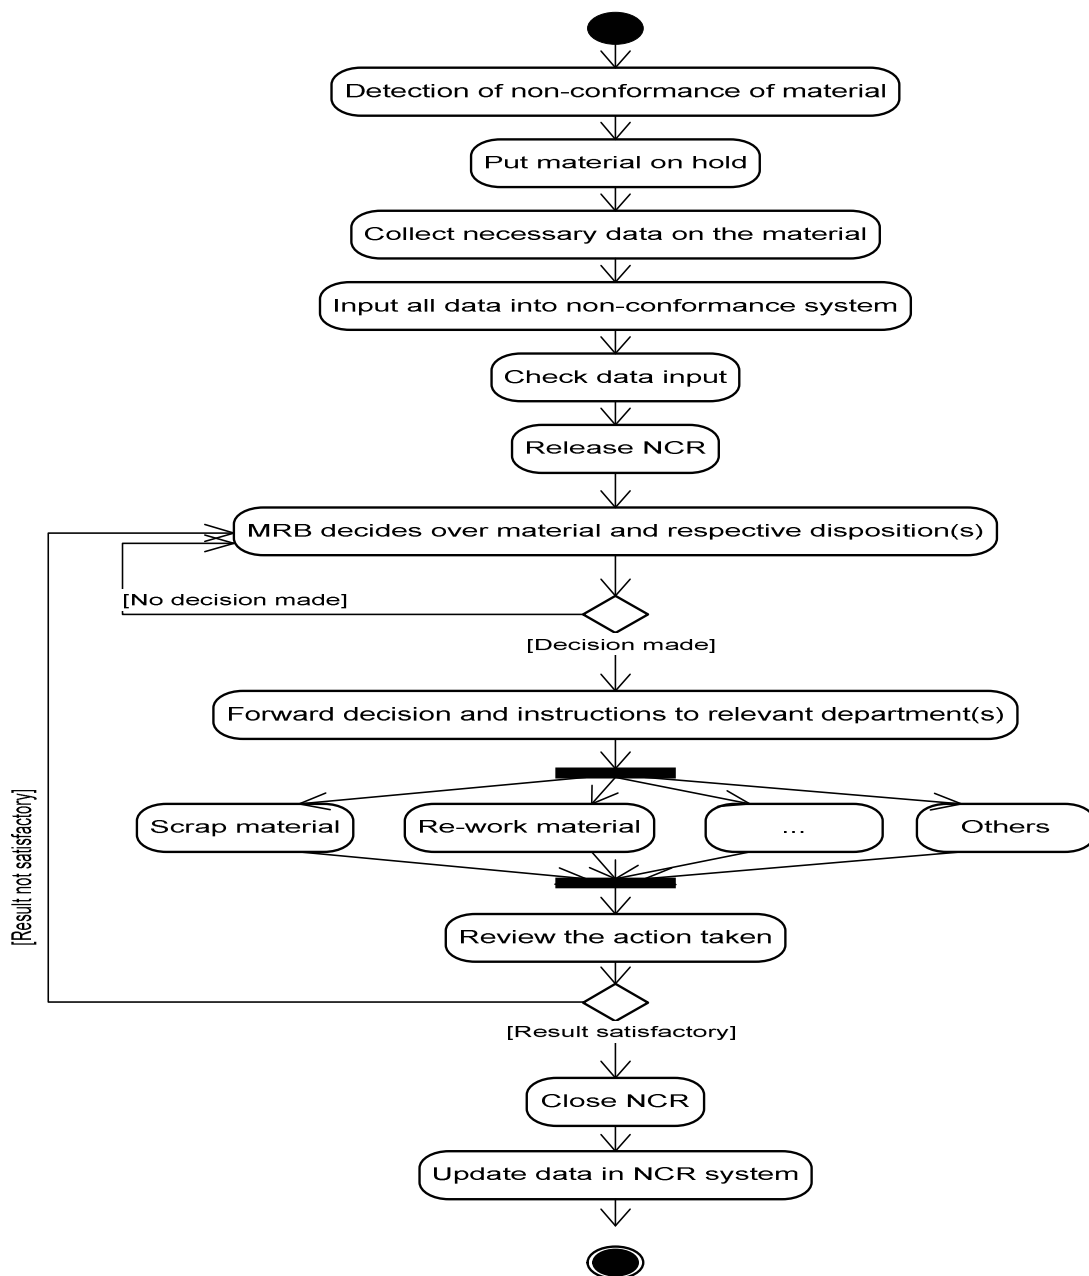 Detection of non-conformance of material
Put material on hold
Collect necessary data on the material
Input all data into non-conformance system
Check data input
Release NCR
MRB decides over material and respective disposition(s)
[No decision made]
[Decision made]
Forward decision and instructions to relevant department(s)
Scrap material
Re-work material
...
Others
[Result not satisfactory]
Review the action taken
[Result satisfactory]
Close NCR
Update data in NCR system